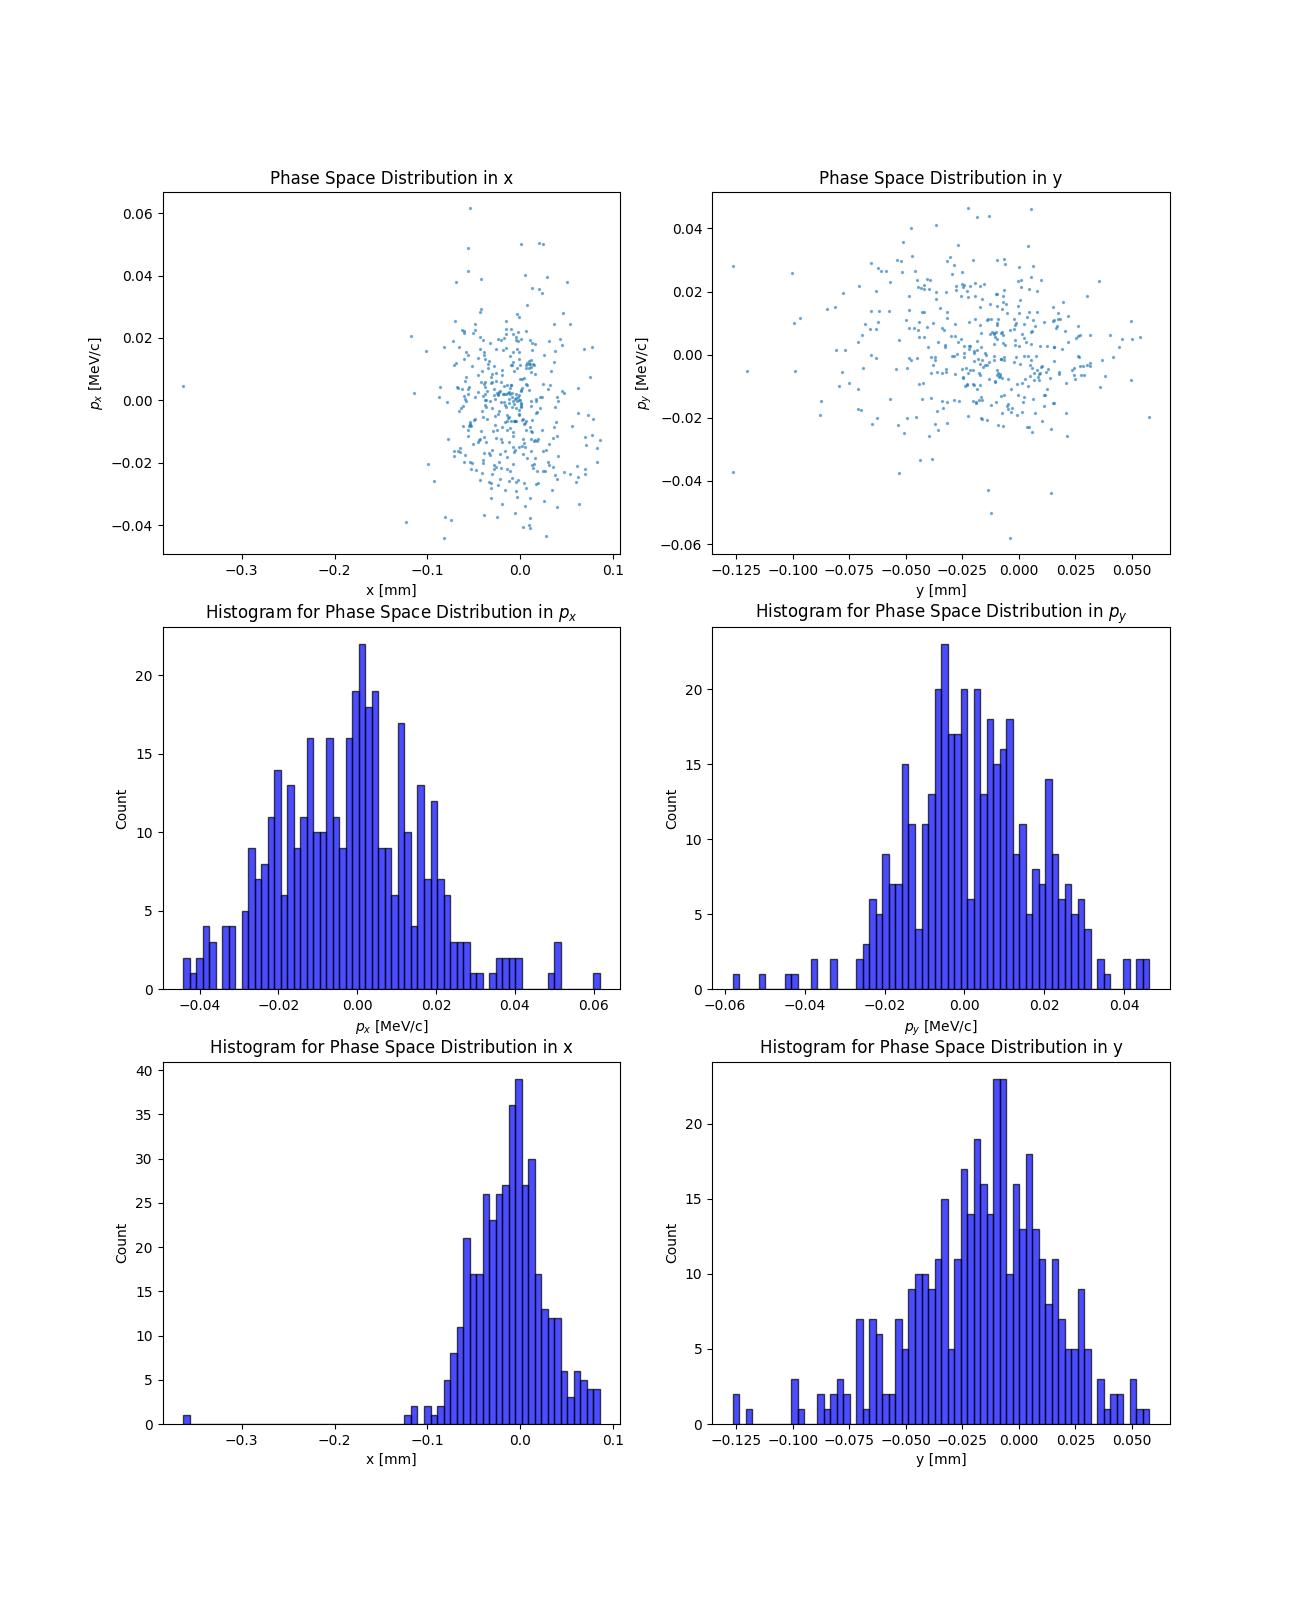 Phase Space Distribution in x
0.06
0.04
0.02
0.00
−0.02
−0.04
p_x [MeV/c]
−0.3 −0.2 −0.1 0.0 0.1
x [mm]
Phase Space Distribution in y
0.04
0.02
0.00
−0.02
−0.04
−0.06
p_y [MeV/c]
−0.125 −0.100 −0.075 −0.050 −0.025 0.000 0.025 0.050
y [mm]
Histogram for Phase Space Distribution in p_x
20
15
10
5
0
Count
−0.04 −0.02 0.00 0.02 0.04 0.06
p_x [MeV/c]
Histogram for Phase Space Distribution in p_y
20
15
10
5
0
Count
−0.06 −0.04 −0.02 0.00 0.02 0.04
p_y [MeV/c]
Histogram for Phase Space Distribution in x
40
35
30
25
20
15
10
5
0
Count
−0.3 −0.2 −0.1 0.0 0.1
x [mm]
Histogram for Phase Space Distribution in y
20
15
10
5
0
Count
−0.125 −0.100 −0.075 −0.050 −0.025 0.000 0.025 0.050
y [mm]